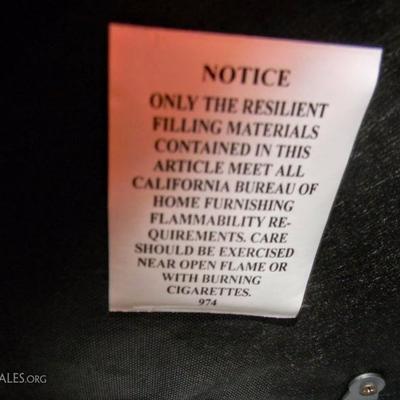 NOTICE
ONLY THE RESILIENT
FILLING MATERIALS
CONTAINED IN THIS
ARTICLE MEET ALL
CALIFORNIA BUREAU OF
HOME FURNISHING
FLAMMABILITY RE-
QUIREMENTS. CARE
SHOULD BE EXERCISED
NEAR OPEN FLAME OR
WITH BURNING
CIGARETTES.
974
ALES.ORG